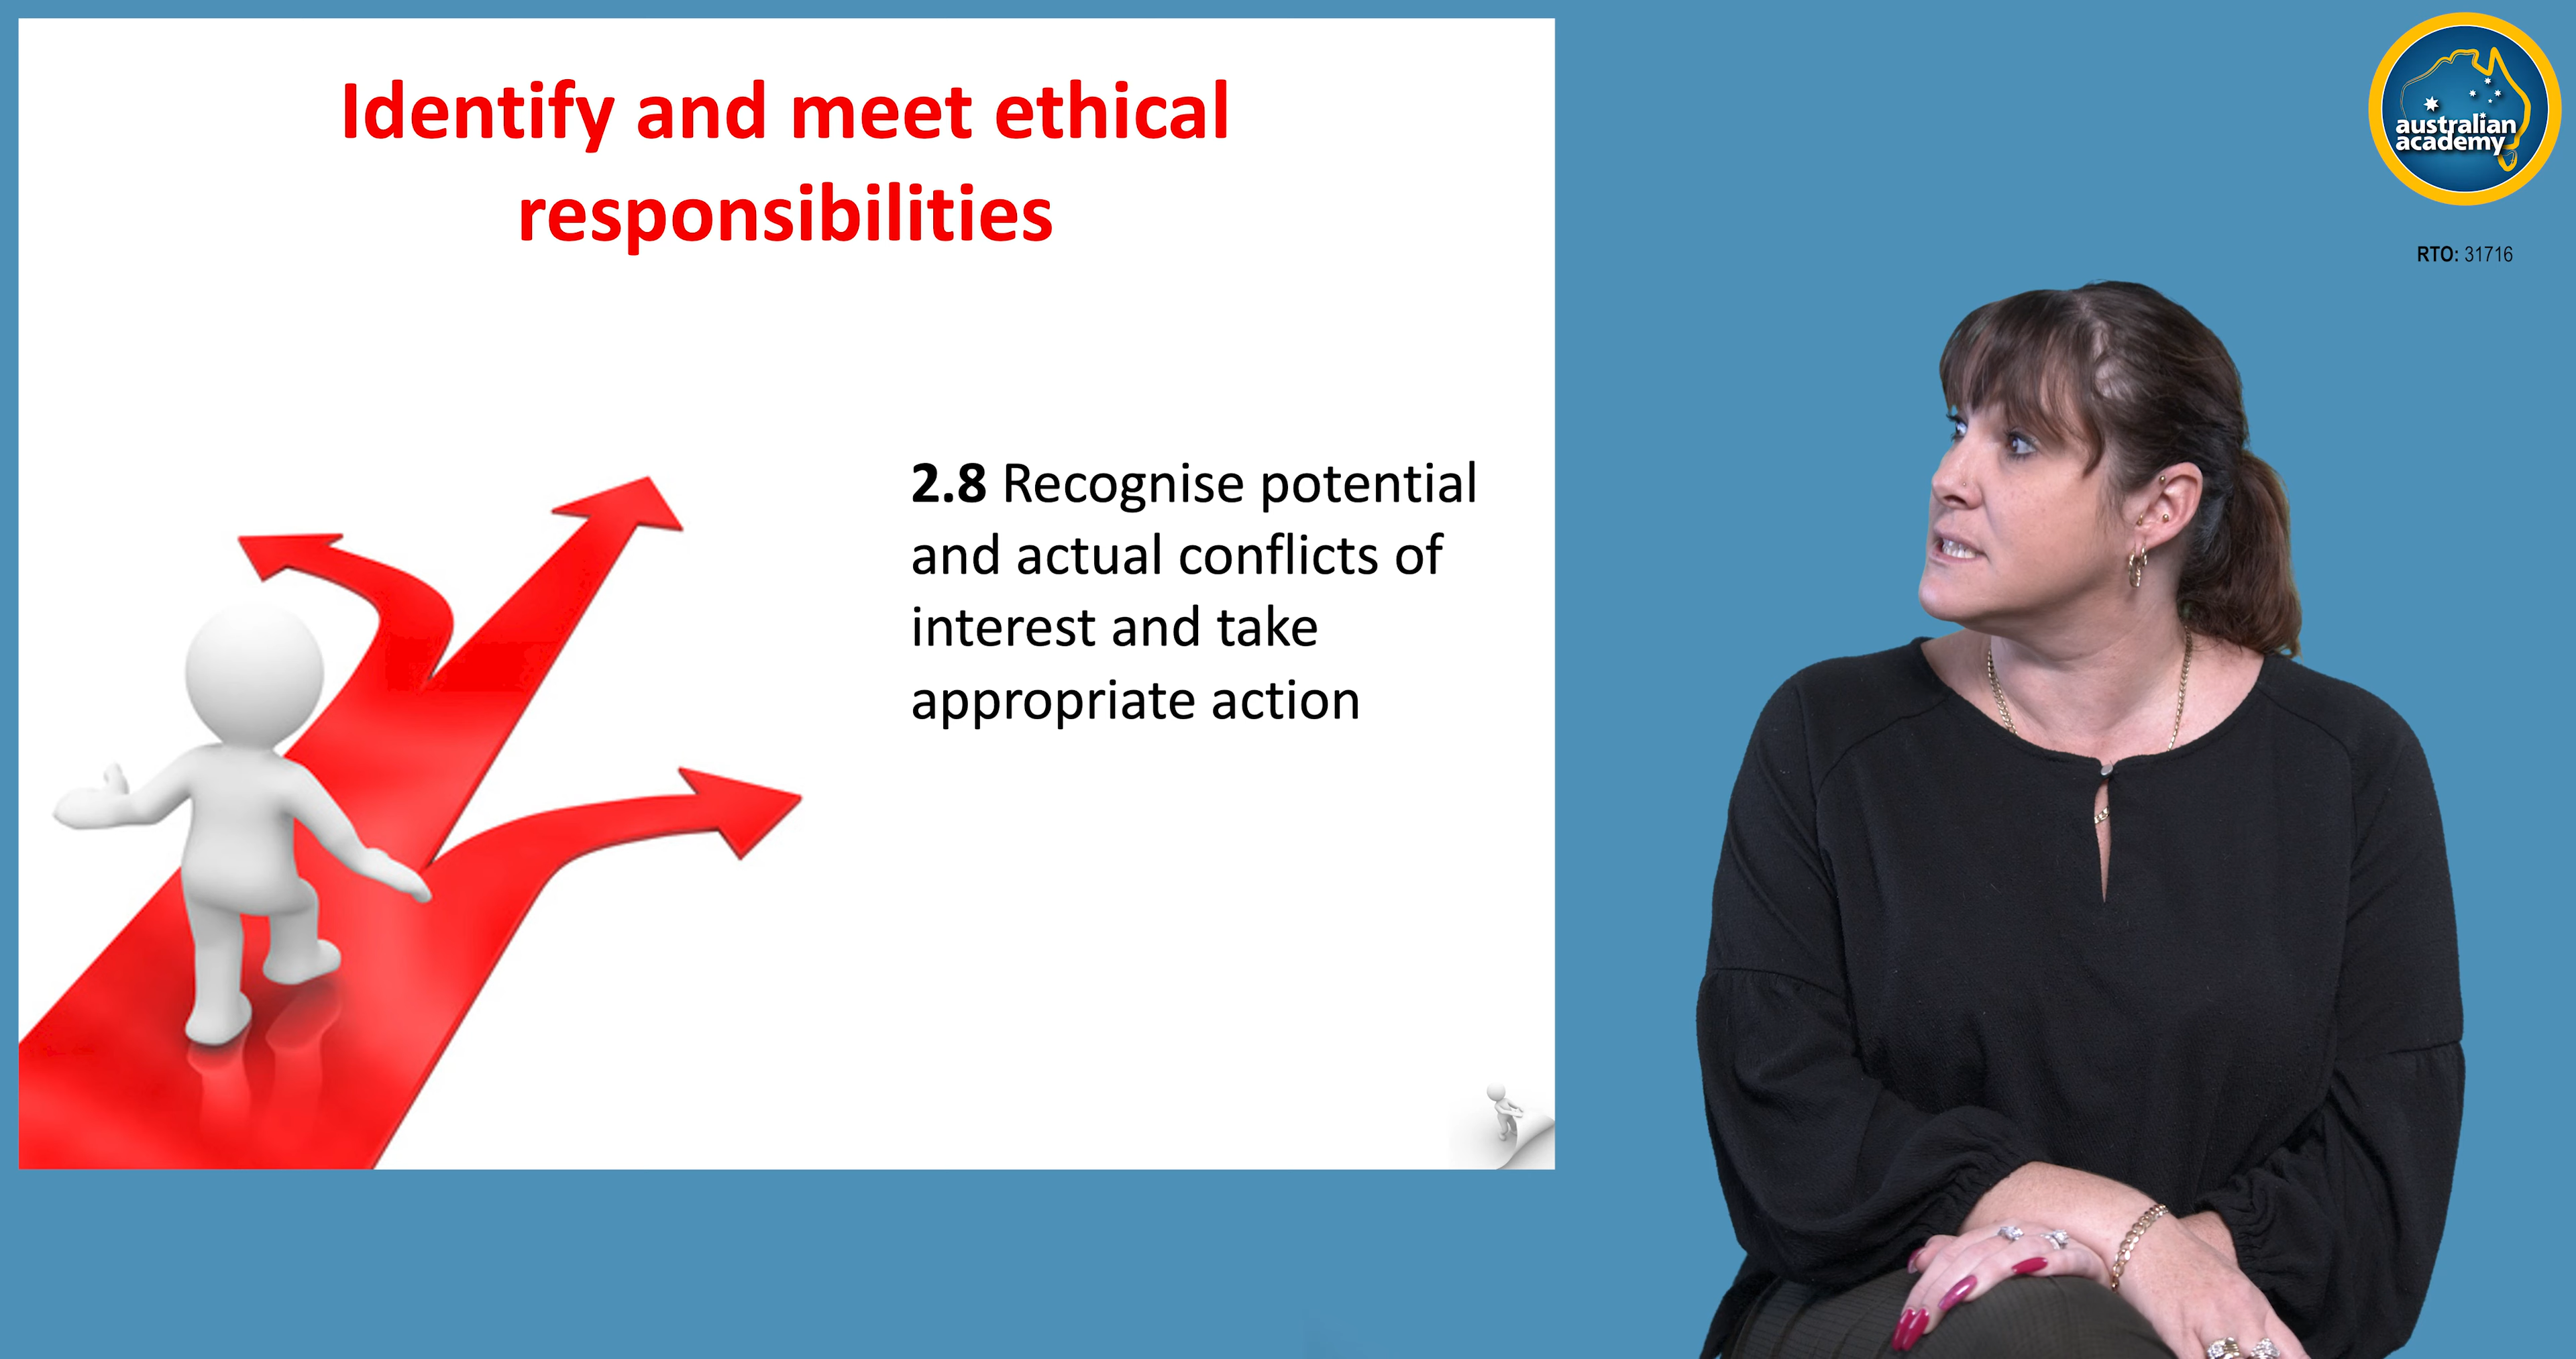 Identify and meet ethical
responsibilities
2.8 Recognise potential
and actual conflicts of
interest and take
appropriate action
australian
academy
RTO: 31716